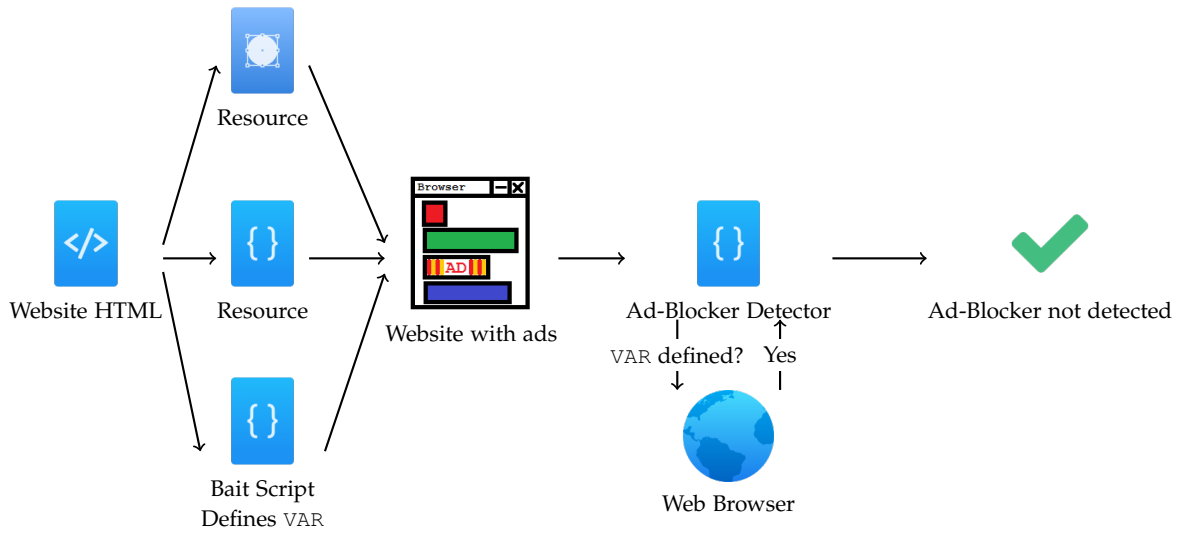 Resource
Website HTML
Resource
Bait Script
Defines VAR
Browser
AD
Website with ads
Ad-Blocker Detector
VAR defined?
Yes
Web Browser
Ad-Blocker not detected